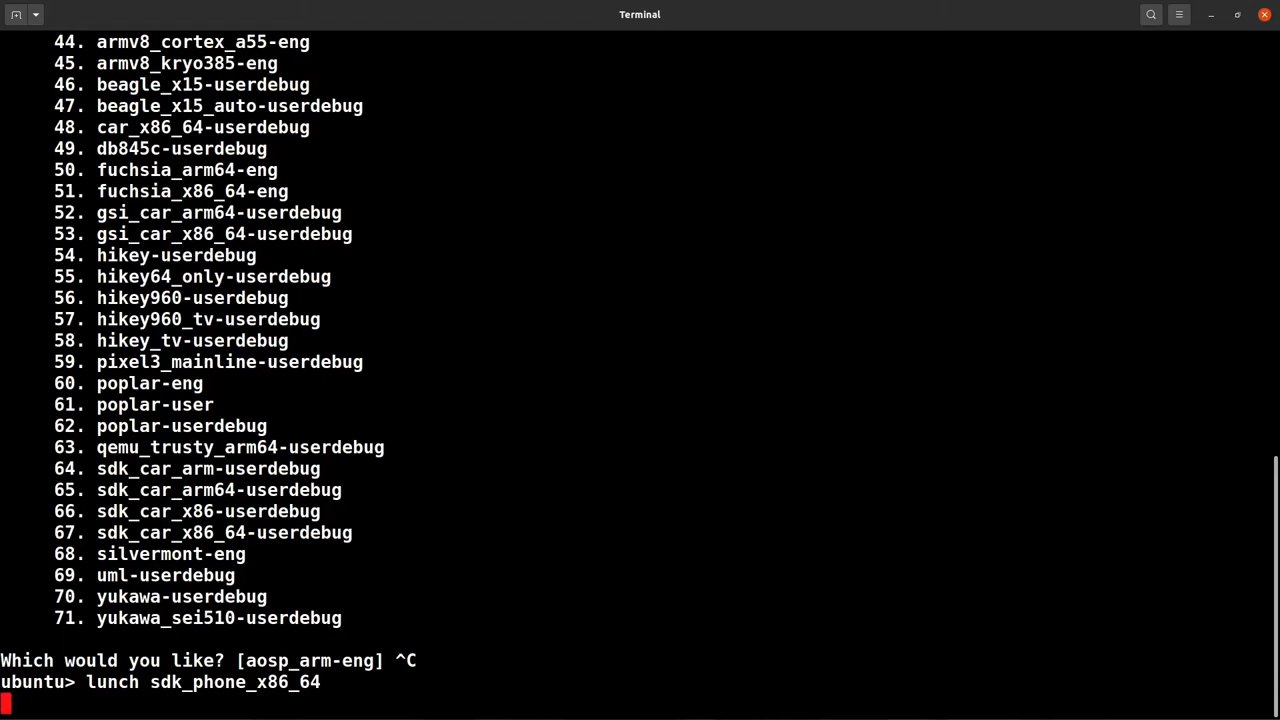 Terminal
44. armv8_cortex_a55-eng
45. armv8_kryo385-eng
46. beagle_x15-userdebug
47. beagle_x15_auto-userdebug
48. car_x86_64-userdebug
49. db845c-userdebug
50. fuchsia_arm64-eng
51. fuchsia_x86_64-eng
52. gsi_car_arm64-userdebug
53. gsi_car_x86_64-userdebug
54. hikey-userdebug
55. hikey64_only-userdebug
56. hikey960-userdebug
57. hikey960_tv-userdebug
58. hikey_tv-userdebug
59. pixel3_mainline-userdebug
60. poplar-eng
61. poplar-user
62. poplar-userdebug
63. qemu_trusty_arm64-userdebug
64. sdk_car_arm-userdebug
65. sdk_car_arm64-userdebug
66. sdk_car_x86-userdebug
67. sdk_car_x86_64-userdebug
68. silvermont-eng
69. uml-userdebug
70. yukawa-userdebug
71. yukawa_sei510-userdebug
Which would you like? [aosp_arm-eng] ^C
ubuntu> lunch sdk_phone_x86_64